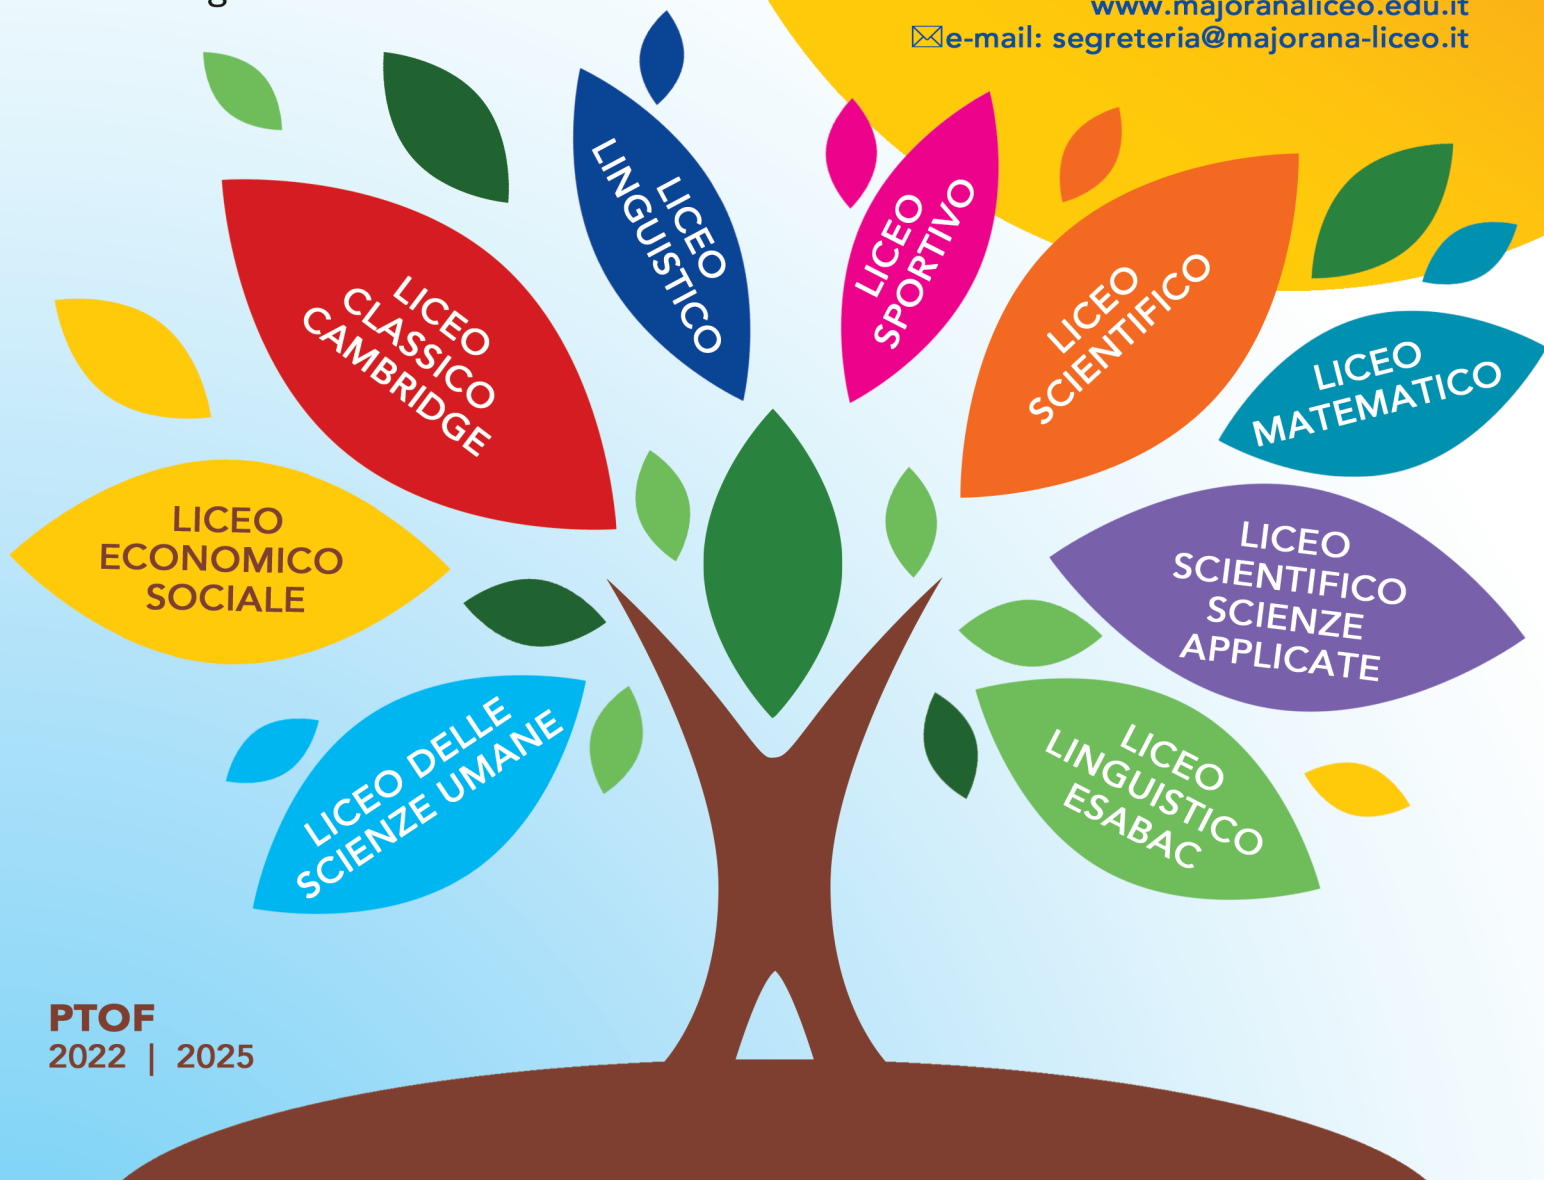 www.majoranaliceo.edu.it
e-mail: segreteria@majorana-liceo.it
LICEO
LINGUISTICO
LICEO
SPORTIVO
LICEO
CLASSICO
CAMBRIDGE
LICEO
SCIENTIFICO
LICEO
MATEMATICO
LICEO
ECONOMICO
SOCIALE
LICEO
SCIENTIFICO
SCIENZE
APPLICATE
LICEO DELLE
SCIENZE UMANE
LICEO
LINGUISTICO
ESABAC
PTOF
2022 | 2025